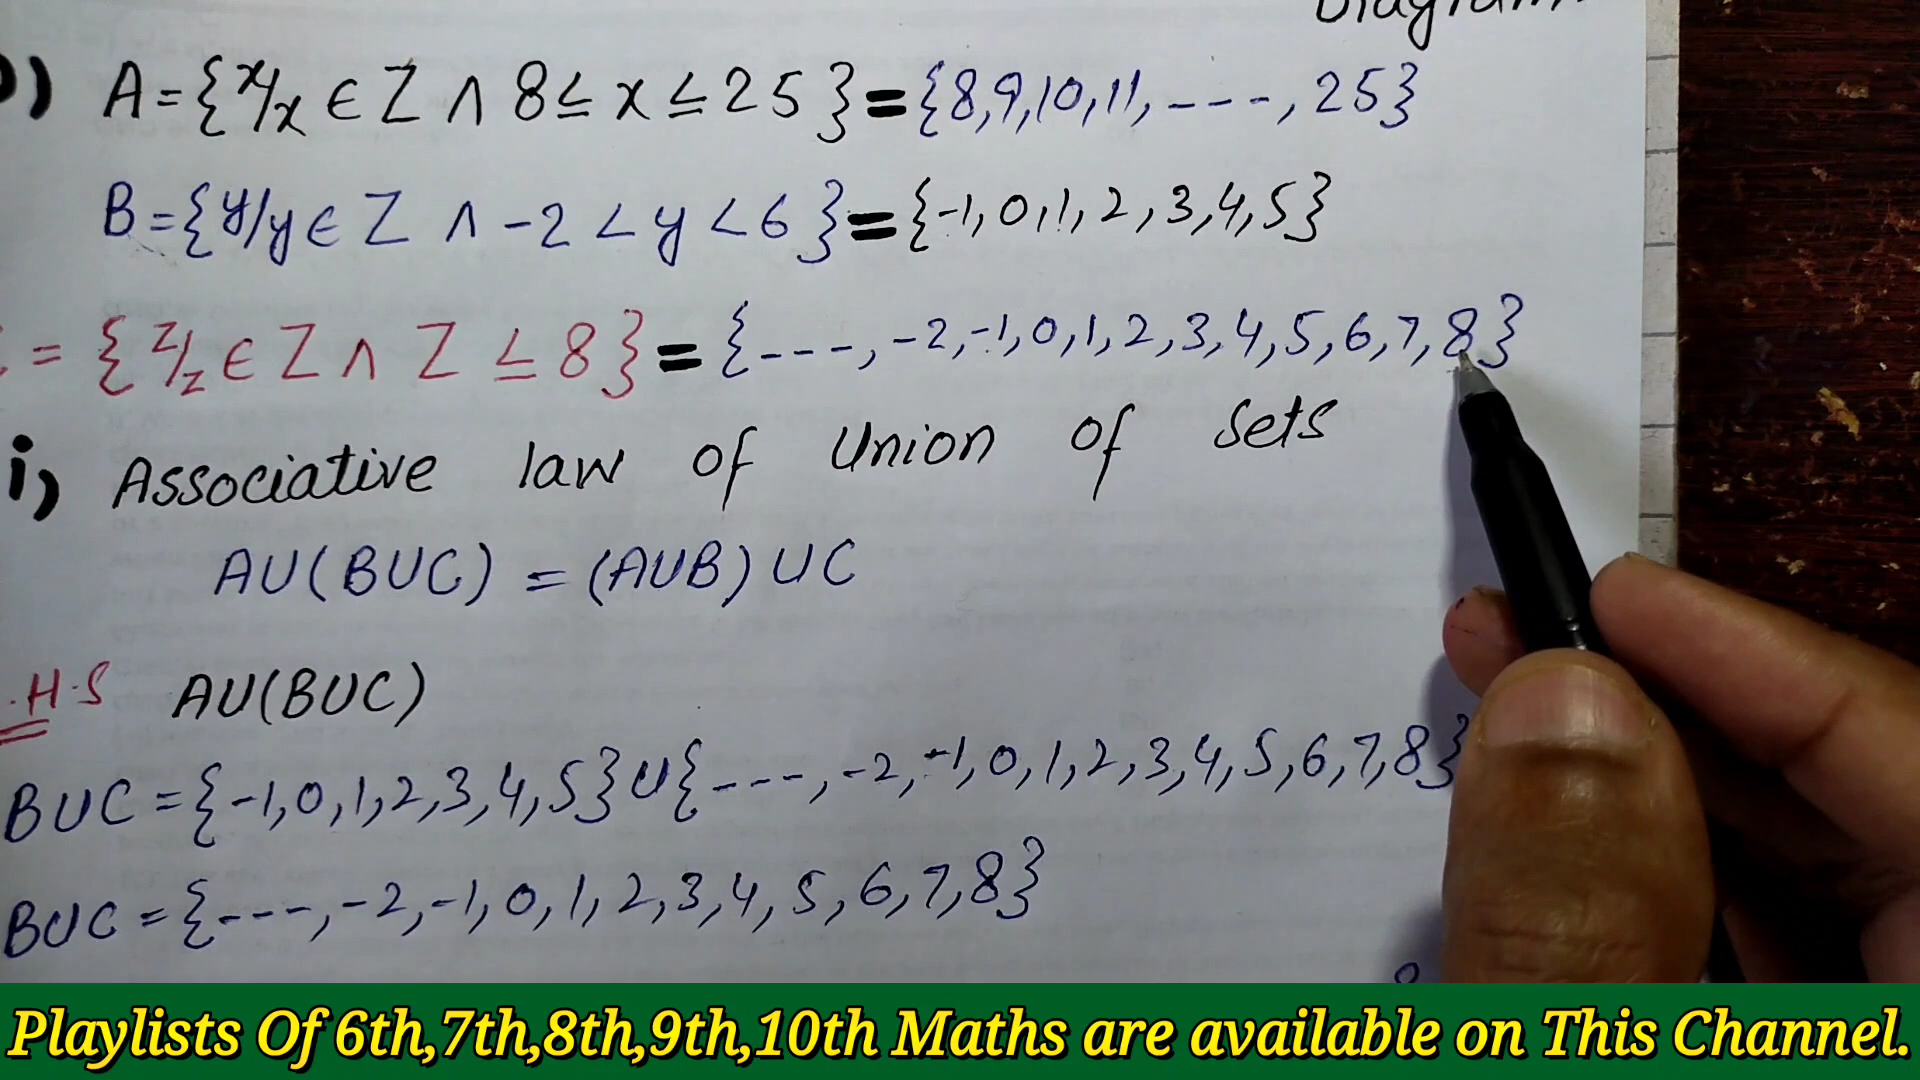 Diagram
) A = {x/x ∈ Z ∧ 8 ≤ x ≤ 25} = {8,9,10,11, ---, 25}
B = {y/y ∈ Z ∧ -2 < y < 6} = {-1,0,1,2,3,4,5}
= {z/z ∈ Z ∧ Z ≤ 8} = {---, -2,-1,0,1,2,3,4,5,6,7,8}
i) Associative law of Union of Sets
AU(BUC) = (AUB)UC
.H.S AU(BUC)
BUC = {-1,0,1,2,3,4,5}U{---,-2,-1,0,1,2,3,4,5,6,7,8}
BUC = {---,-2,-1,0,1,2,3,4,5,6,7,8}
Playlists Of 6th,7th,8th,9th,10th Maths are available on This Channel.